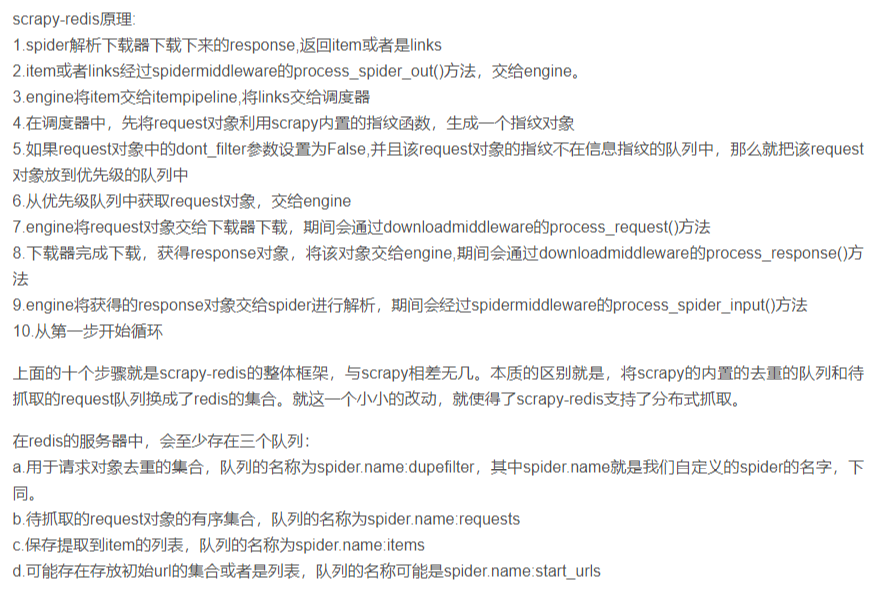 scrapy-redis原理:
1.spider解析下载器下载下来的response,返回item或者是links
2.item或者links经过spidermiddleware的process_spider_out()方法，交给engine。
3.engine将item交给itempipeline,将links交给调度器
4.在调度器中，先将request对象利用scrapy内置的指纹函数，生成一个指纹对象
5.如果request对象中的dont_filter参数设置为False,并且该request对象的指纹不在信息指纹的队列中，那么就把该request
对象放到优先级的队列中
6.从优先级队列中获取request对象，交给engine
7.engine将request对象交给下载器下载，期间会通过downloadmiddleware的process_request()方法
8.下载器完成下载，获得response对象，将该对象交给engine,期间会通过downloadmiddleware的process_response()方
法
9.engine将获得的response对象交给spider进行解析，期间会经过spidermiddleware的process_spider_input()方法
10.从第一步开始循环
上面的十个步骤就是scrapy-redis的整体框架，与scrapy相差无几。本质的区别就是，将scrapy的内置的去重的队列和待
抓取的request队列换成了redis的集合。就这一个小小的改动，就使得了scrapy-redis支持了分布式抓取。
在redis的服务器中，会至少存在三个队列：
a.用于请求对象去重的集合，队列的名称为spider.name:dupefilter，其中spider.name就是我们自定义的spider的名字，下
同。
b.待抓取的request对象的有序集合，队列的名称为spider.name:requests
c.保存提取到item的列表，队列的名称为spider.name:items
d.可能存在存放初始url的集合或者是列表，队列的名称可能是spider.name:start_urls